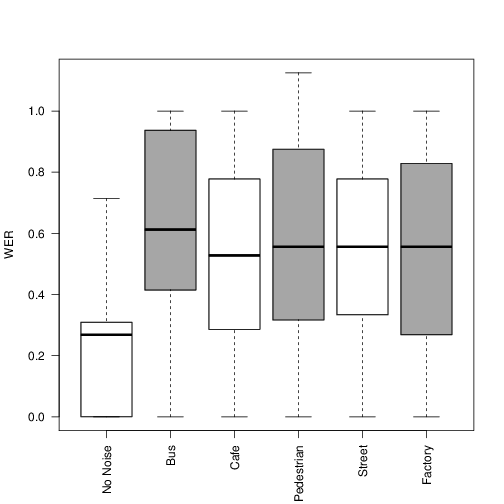 1.0
0.8
0.6
0.4
0.2
0.0
WER
No Noise
Bus
Cafe
Pedestrian
Street
Factory